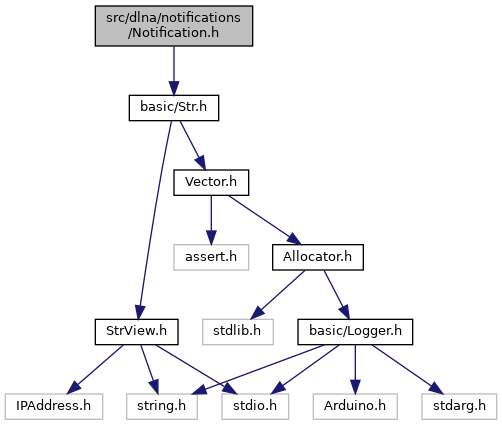 src/dlna/notifications
/Notification.h
basic/Str.h
Vector.h
assert.h
Allocator.h
StrView.h
stdlib.h
basic/Logger.h
IPAddress.h
string.h
stdio.h
Arduino.h
stdarg.h